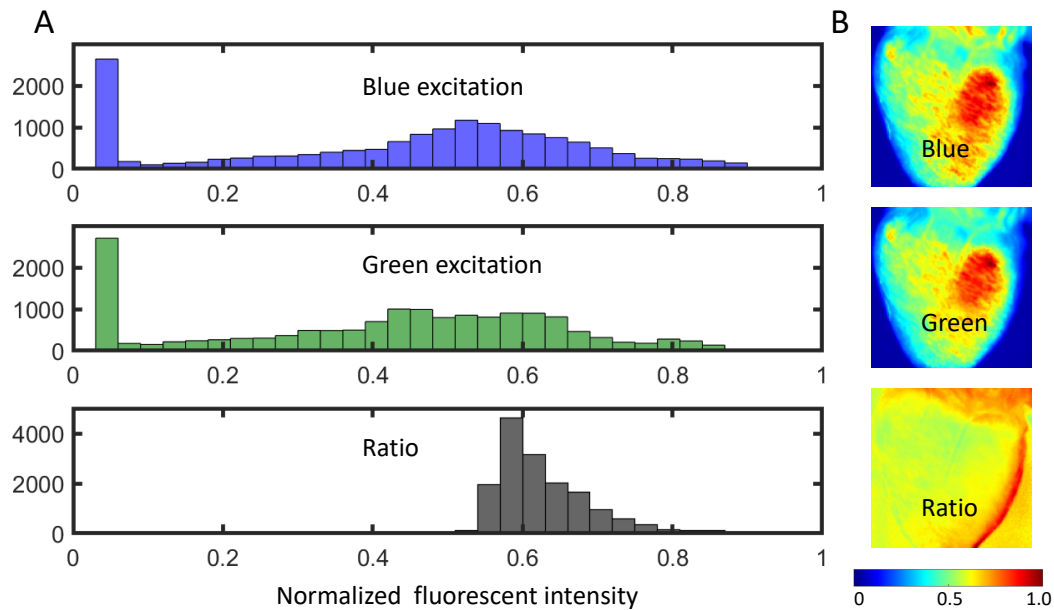 A
B
2000
1000
0
Blue excitation
0 0.2 0.4 0.6 0.8 1
Blue
2000
1000
0
Green excitation
0 0.2 0.4 0.6 0.8 1
Green
4000
2000
0
Ratio
0 0.2 0.4 0.6 0.8 1
Normalized fluorescent intensity
Ratio
0 0.5 1.0